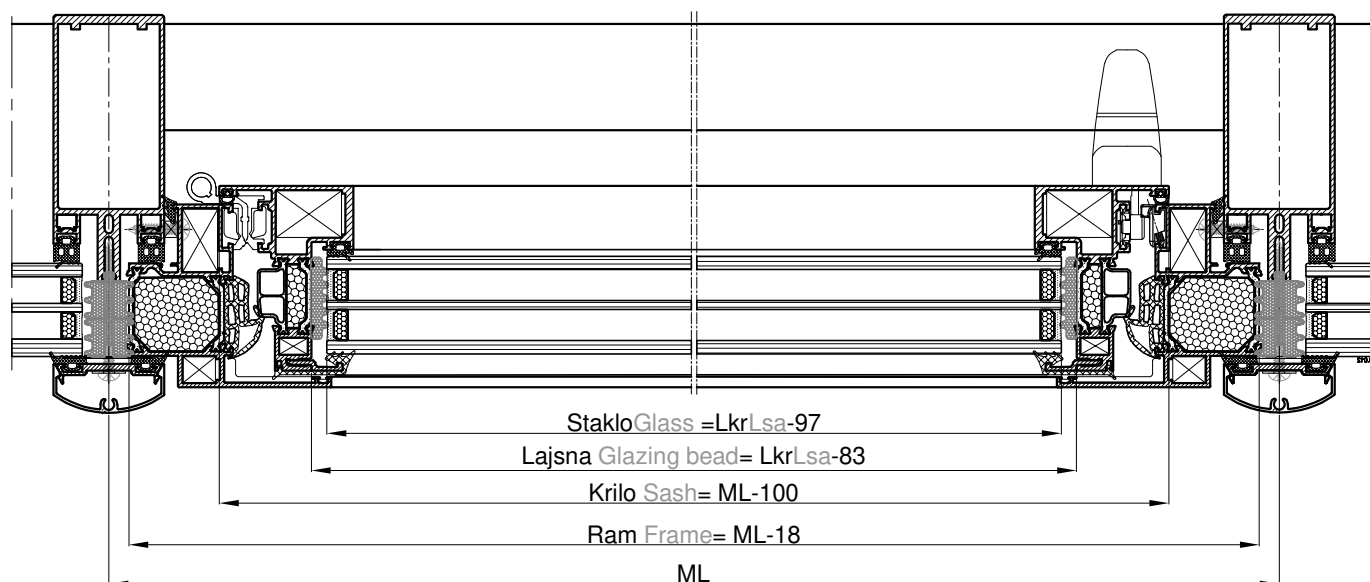 StakloGlass =LkrLsa-97
Lajsna Glazing bead= LkrLsa-83
Krilo Sash= ML-100
Ram Frame= ML-18
ML